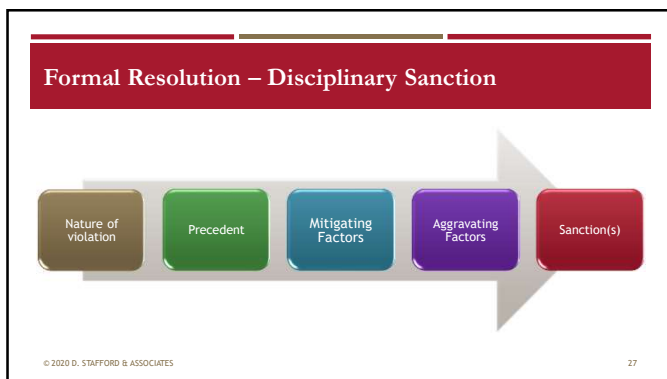 Formal Resolution – Disciplinary Sanction
Nature of
violation
Precedent
Mitigating
Factors
Aggravating
Factors
Sanction(s)
© 2020 D. STAFFORD & ASSOCIATES
27